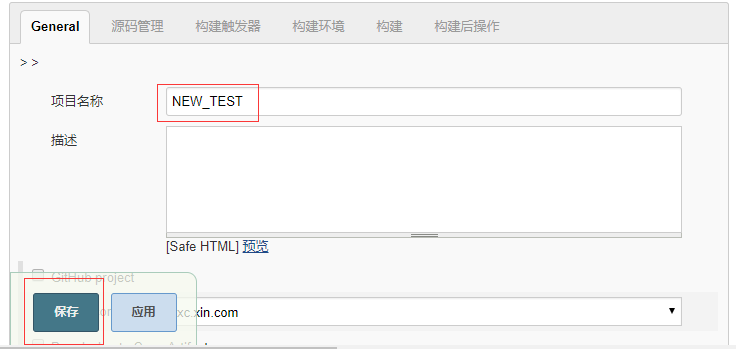 General 源码管理 构建触发器 构建环境 构建 构建后操作
> >
项目名称 NEW_TEST
描述
[Safe HTML] 预览
GitHub project
保存 应用 xc.xin.com